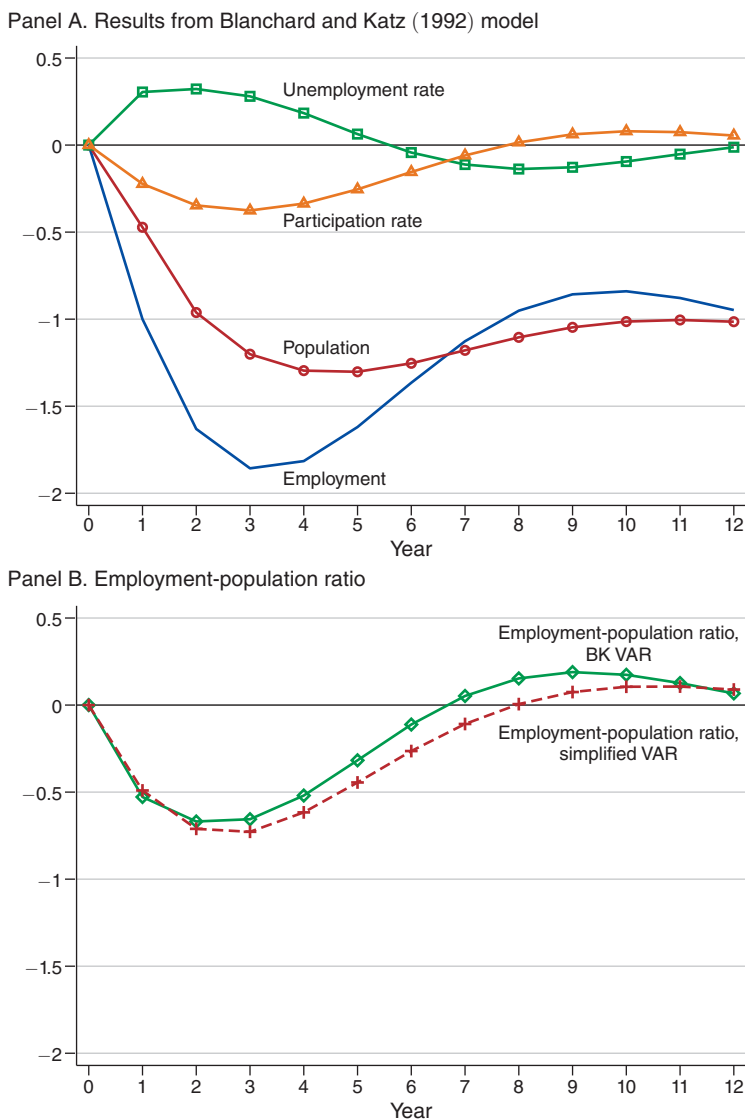 Panel A. Results from Blanchard and Katz (1992) model
0.5
Unemployment rate
0
Participation rate
−0.5
−1
Population
−1.5
Employment
−2
0 1 2 3 4 5 6 7 8 9 10 11 12
Year
Panel B. Employment-population ratio
0.5
Employment-population ratio,
BK VAR
0
Employment-population ratio,
simplified VAR
−0.5
−1
−1.5
−2
0 1 2 3 4 5 6 7 8 9 10 11 12
Year